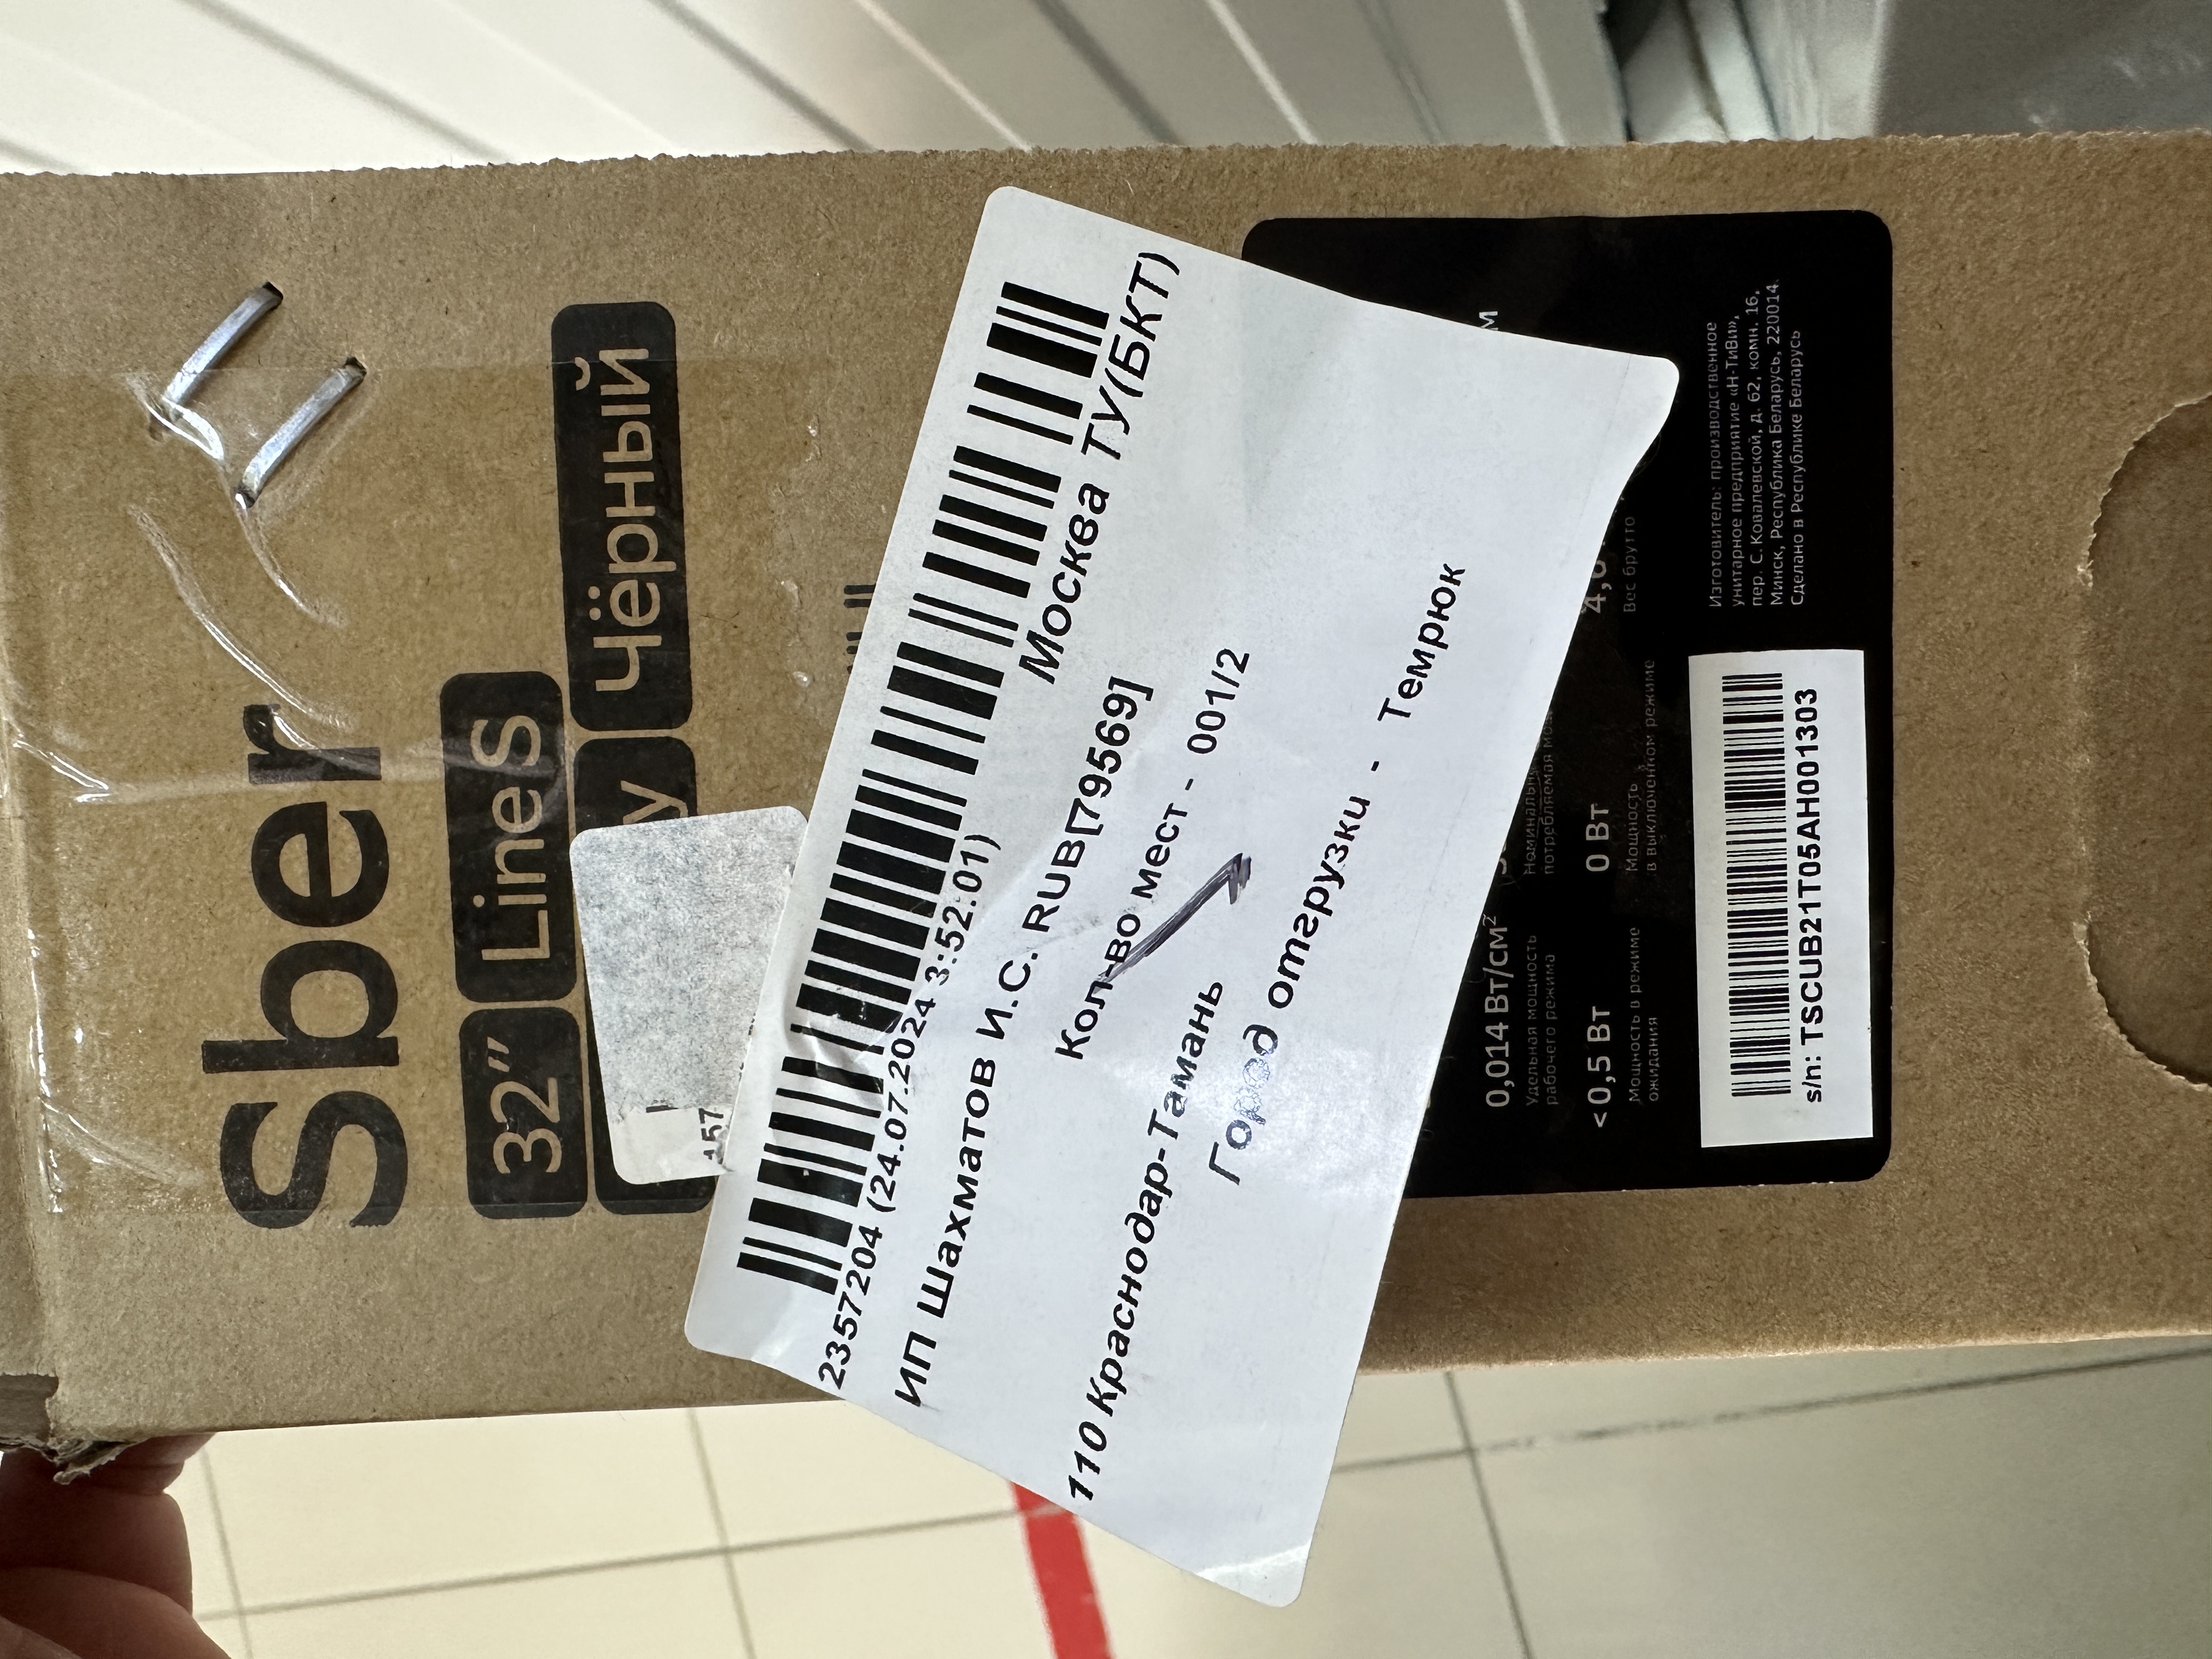 Sber
32″ Lines
чёрный
157
Москва ТУ(БКТ)
2357204 (24.07.2024 3:52.01)
ИП Шахматов И.С. RUB[79569]
Кол-во мест - 001/2
110 Краснодар-Тамань
Город отгрузки - Темрюк
0,014 Вт/см²
Удельная мощность
рабочего режима
потребляемая
<0,5 Вт
Мощность в режиме
ожидания
0 Вт
Мощность
в выключенном режиме
Вес брутто
Изготовитель: производственное
унитарное предприятие «Н-ТиВи»,
пер. С. Ковалевской, д. 62, комн. 16,
Минск, Республика Беларусь, 220014.
Сделано в Республике Беларусь
s/n: TSCUB21T05AH001303